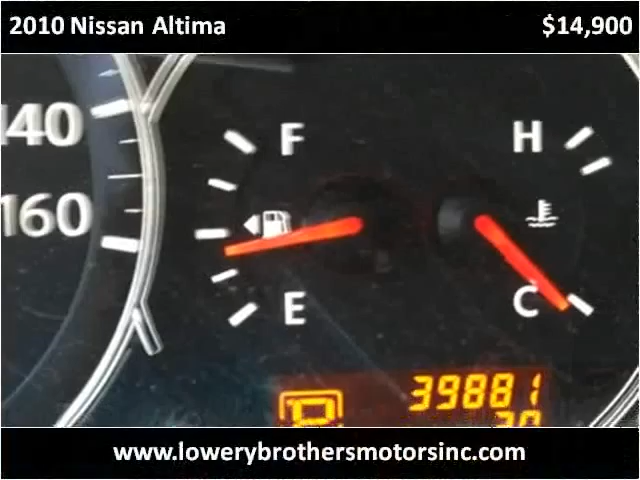 2010 Nissan Altima $14,900
140
160
F
H
E
C
39881
P
www.lowerybrothersmotorsinc.com